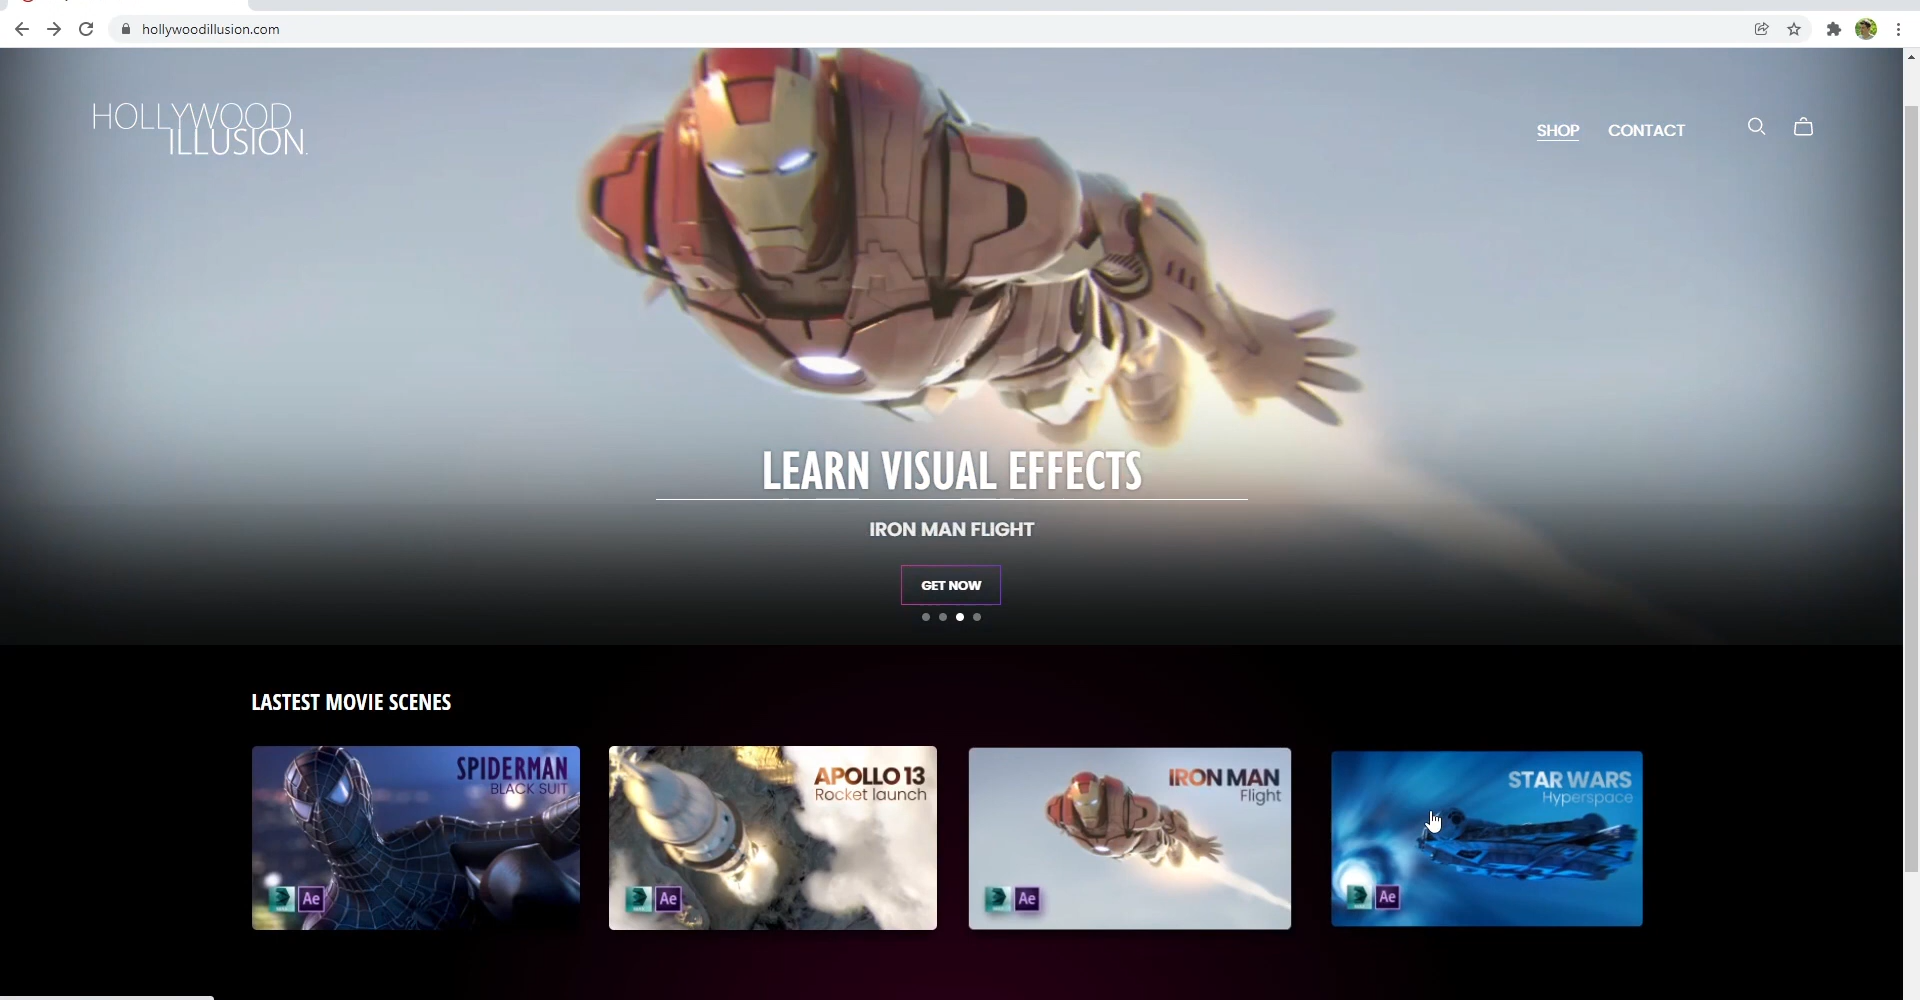 hollywoodillusion.com
HOLLYWOOD
ILLUSION.
SHOP CONTACT
LEARN VISUAL EFFECTS
IRON MAN FLIGHT
GET NOW
LASTEST MOVIE SCENES
SPIDERMAN
BLACK SUIT
Ae
APOLLO 13
Rocket launch
Ae
IRON MAN
Flight
Ae
STAR WARS
Hyperspace
Ae